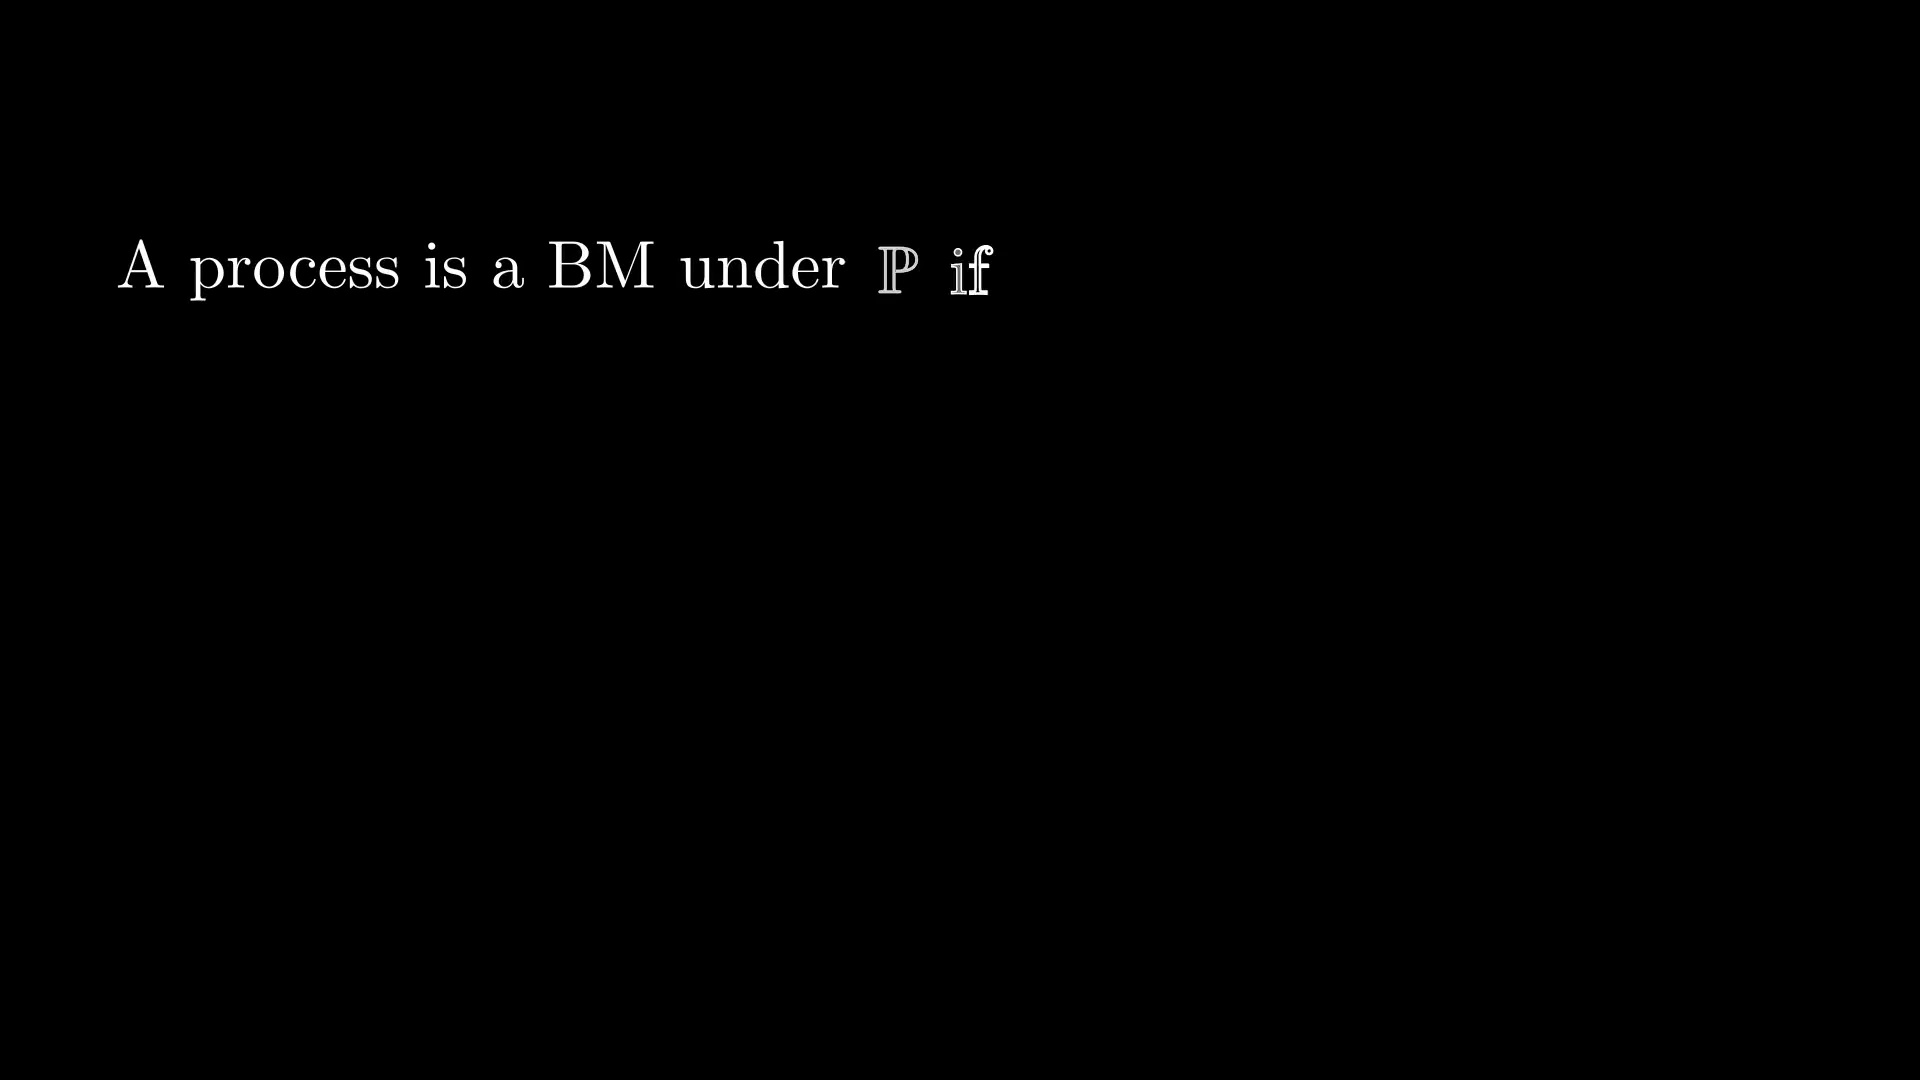 A process is a BM under ℙ if